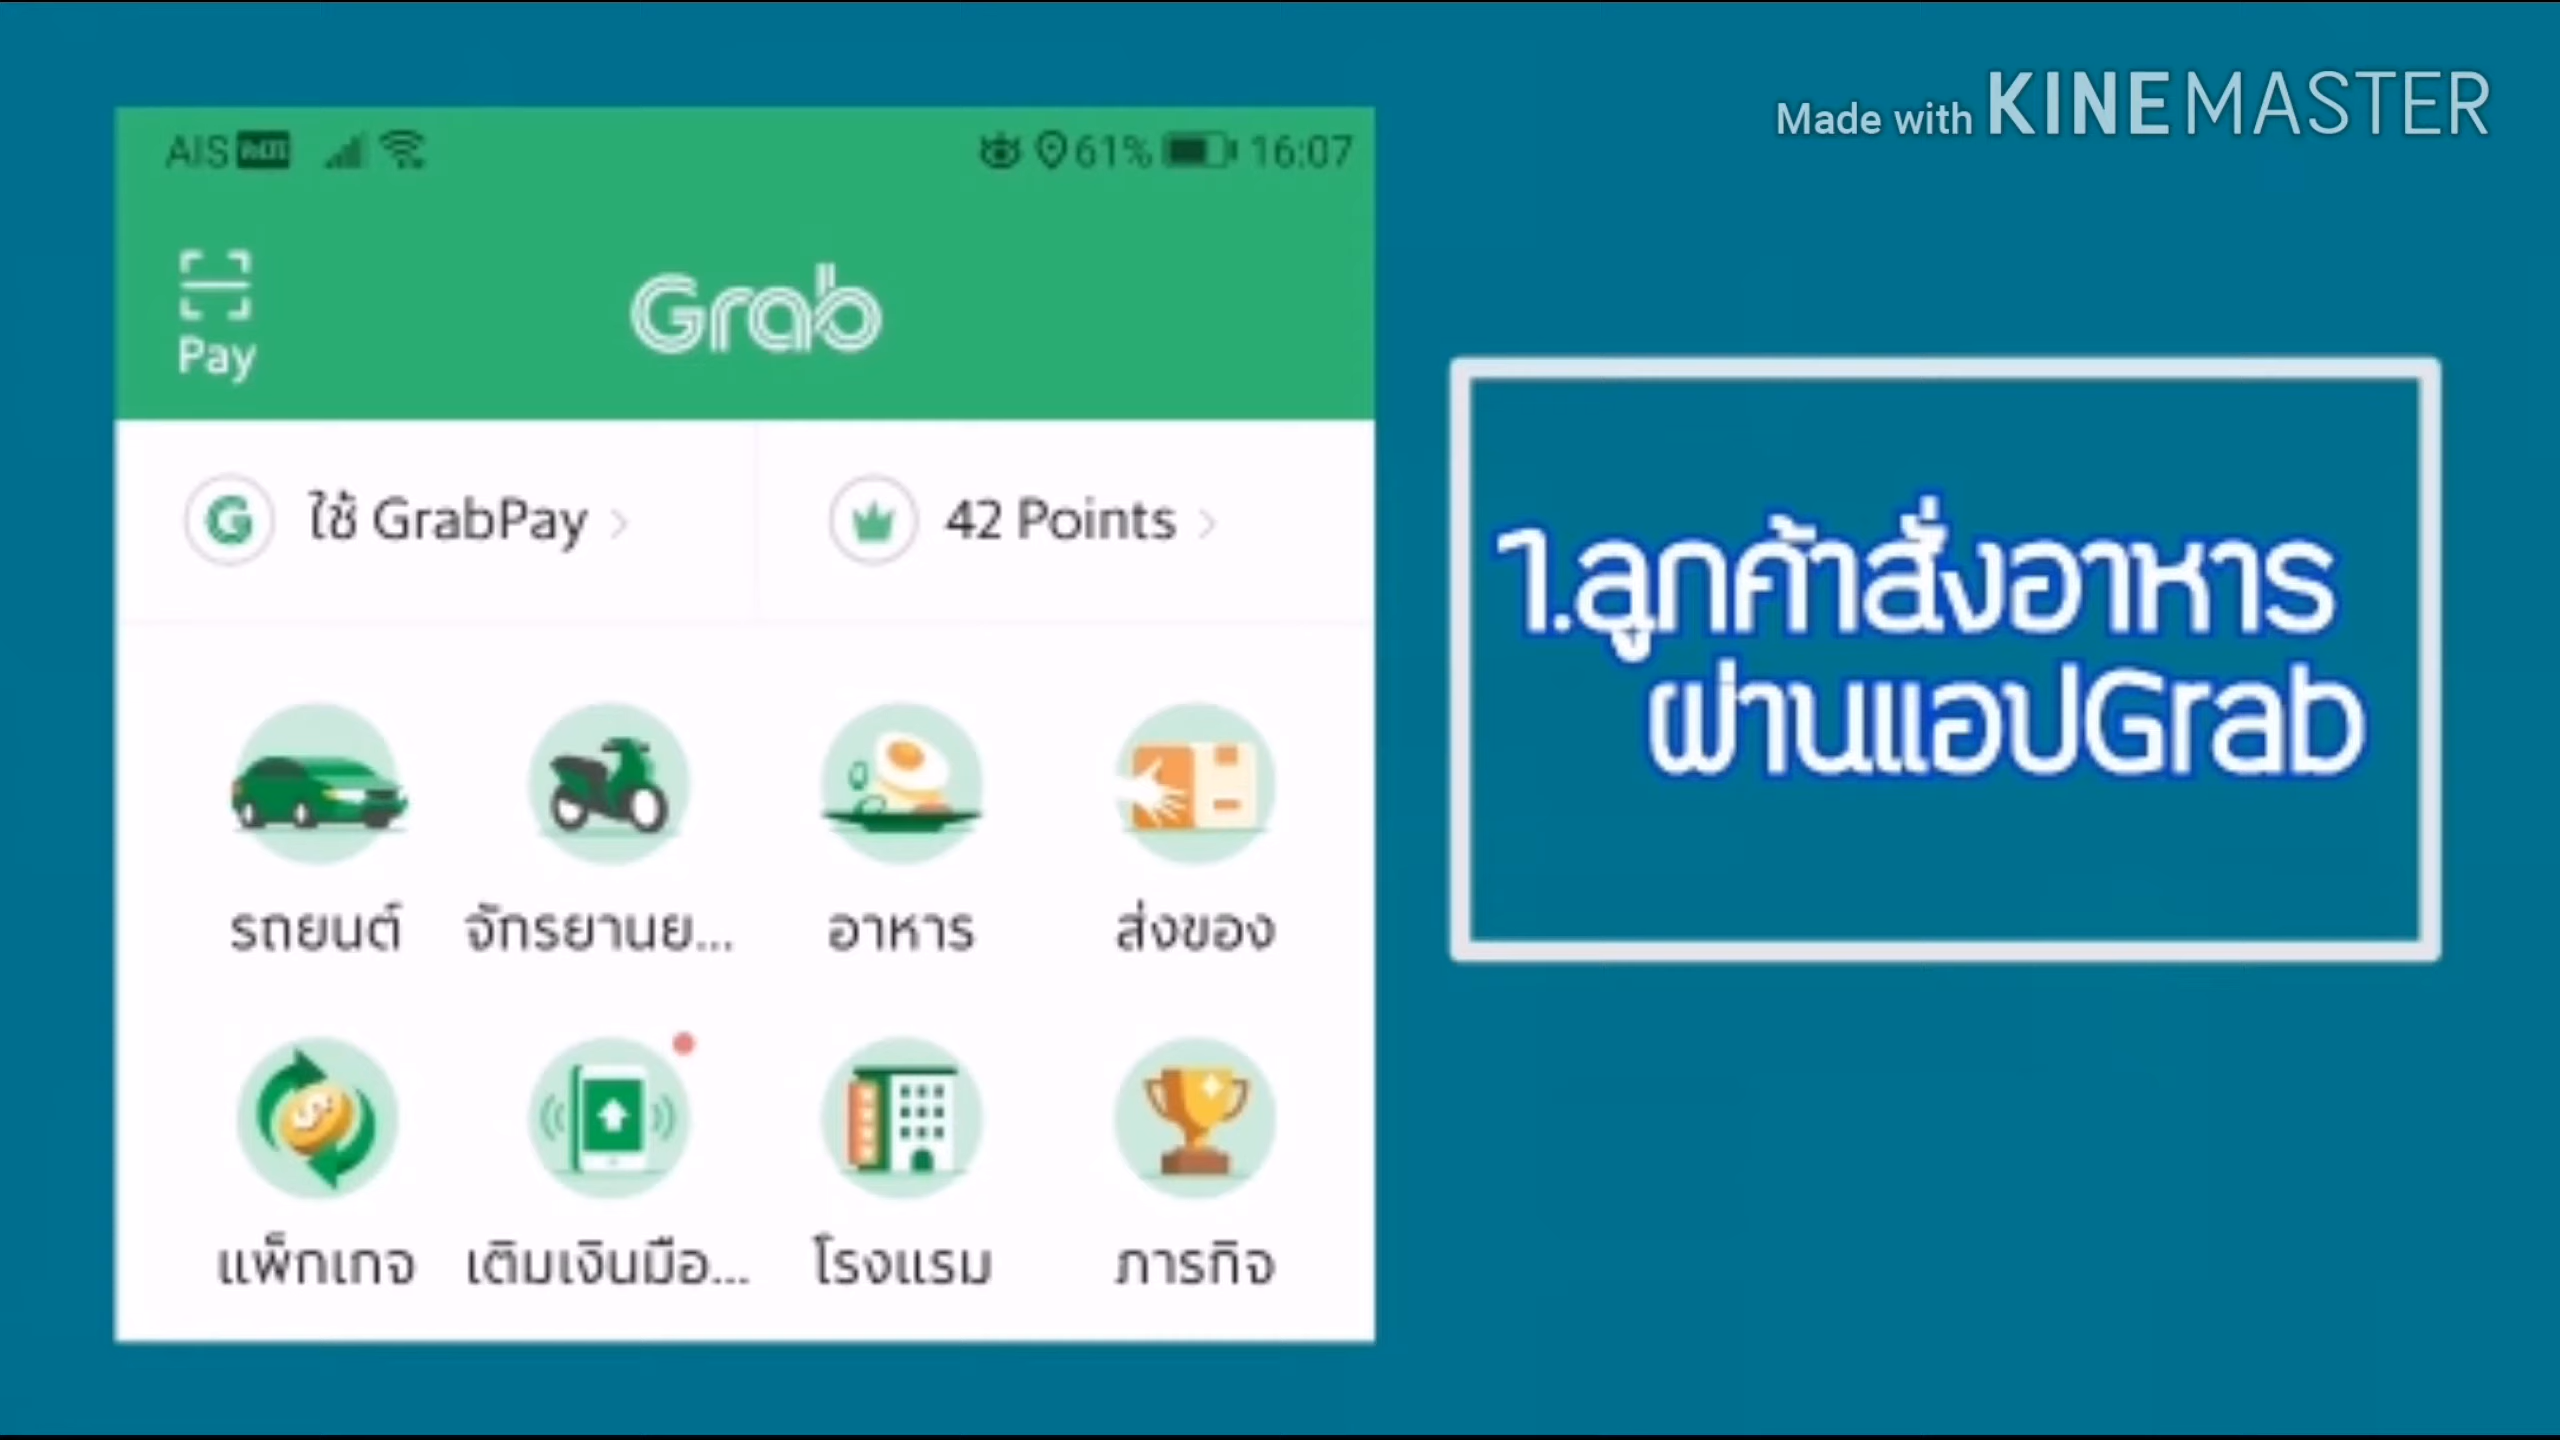 Made with KINEMASTER
AIS VoLTE 61% 16:07
Pay
Grab
ใช้ GrabPay
42 Points
1.ลูกค้าสั่งอาหาร
ผ่านแอปGrab
รถยนต์ จักรยานย... อาหาร ส่งของ
แพ็กเกจ เติมเงินมือ... โรงแรม ภารกิจ